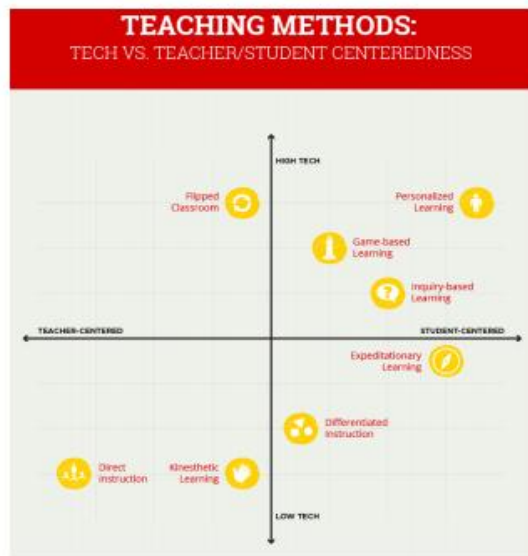 TEACHING METHODS:
TECH VS. TEACHER/STUDENT CENTEREDNESS
HIGH TECH
Flipped
Classroom
Personalized
Learning
Game-based
Learning
Inquiry-based
Learning
TEACHER-CENTERED
STUDENT-CENTERED
Expeditionary
Learning
Differentiated
Instruction
Direct
instruction
Kinesthetic
Learning
LOW TECH